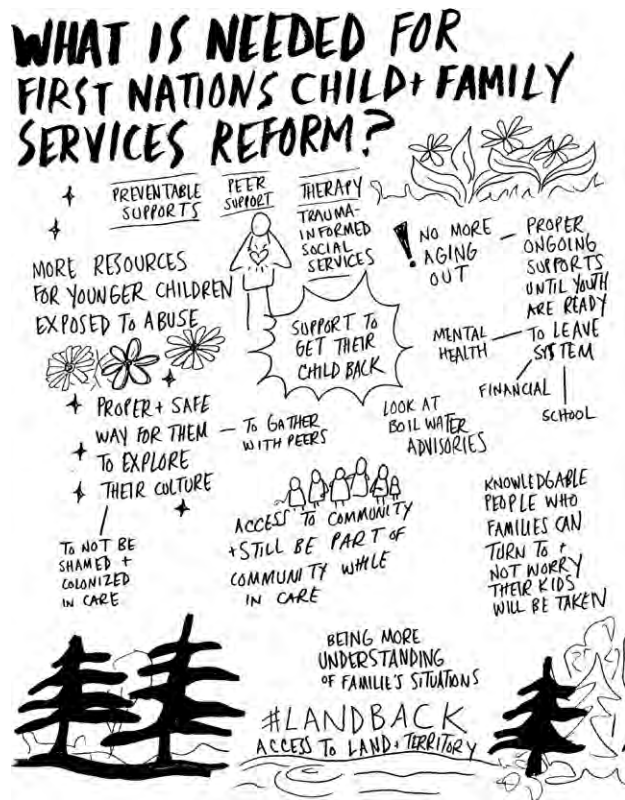 WHAT IS NEEDED FOR
FIRST NATIONS CHILD + FAMILY
SERVICES REFORM?
PREVENTABLE
SUPPORTS
PEER
SUPPORT
THERAPY
TRAUMA-
INFORMED
SOCIAL
SERVICES
! NO MORE
AGING
OUT
PROPER
ONGOING
SUPPORTS
UNTIL YOUTH
ARE READY
TO LEAVE
SYSTEM
MENTAL
HEALTH
FINANCIAL
SCHOOL
MORE RESOURCES
FOR YOUNGER CHILDREN
EXPOSED TO ABUSE
SUPPORT TO
GET THEIR
CHILD BACK
PROPER + SAFE
WAY FOR THEM
TO EXPLORE
THEIR CULTURE
TO GATHER
WITH PEERS
TO NOT BE
SHAMED +
COLONIZED
IN CARE
LOOK AT
BOIL WATER
ADVISORIES
ACCESS TO COMMUNITY
+ STILL BE PART OF
COMMUNITY WHILE
IN CARE
KNOWLEDGABLE
PEOPLE WHO
FAMILIES CAN
TURN TO +
NOT WORRY
THEIR KIDS
WILL BE TAKEN
BEING MORE
UNDERSTANDING
OF FAMILIE'S SITUATIONS
#LANDBACK
ACCESS TO LAND + TERRITORY